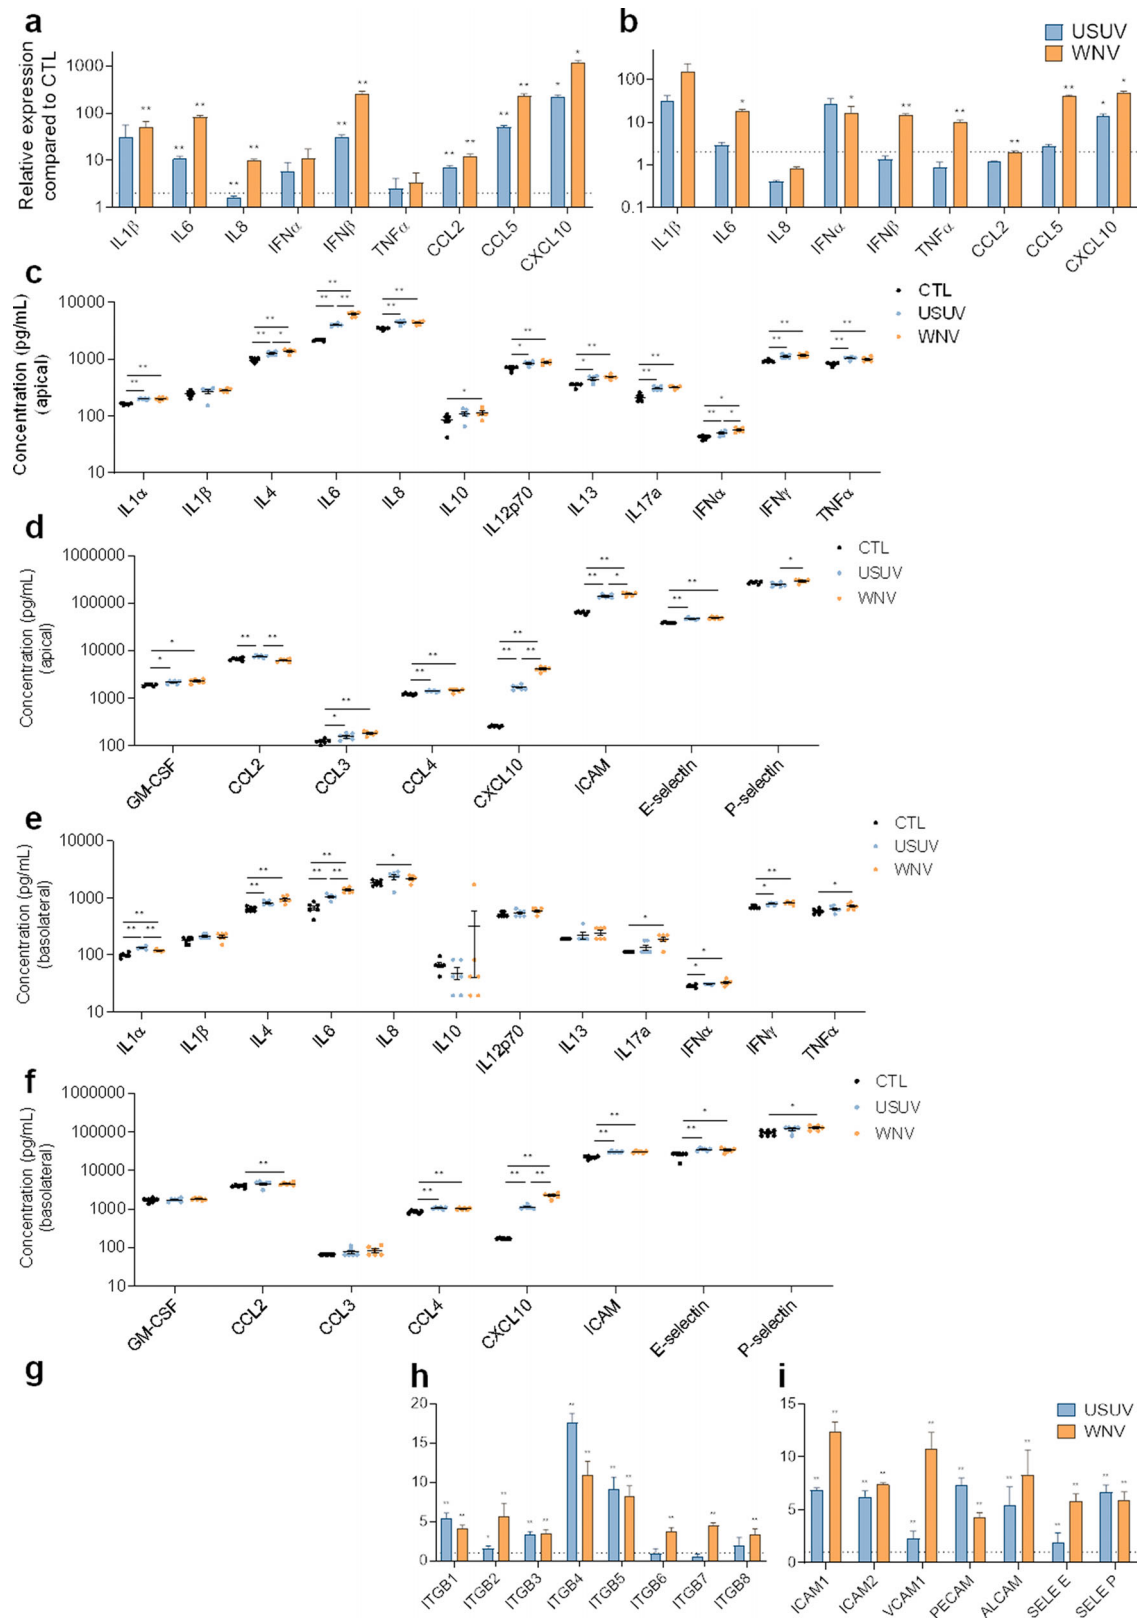 a
Relative expression
compared to CTL
1000
100
10
1
** ** ** ** ** ** ** ** ** ** ** * *
IL1β IL6 IL8 IFNα IFNβ TNFα CCL2 CCL5 CXCL10
b
USUV
WNV
100
10
1
0.1
* * ** ** ** ** * *
IL1β IL6 IL8 IFNα IFNβ TNFα CCL2 CCL5 CXCL10
c
Concentration (pg/mL)
(apical)
10000
1000
100
10
CTL
USUV
WNV
IL1α IL1β IL4 IL6 IL8 IL10 IL12p70 IL13 IL17a IFNα IFNγ TNFα
d
Concentration (pg/mL)
(apical)
1000000
100000
10000
1000
100
CTL
USUV
WNV
GM-CSF CCL2 CCL3 CCL4 CXCL10 ICAM E-selectin P-selectin
e
Concentration (pg/mL)
(basolateral)
10000
1000
100
10
CTL
USUV
WNV
IL1α IL1β IL4 IL6 IL8 IL10 IL12p70 IL13 IL17a IFNα IFNγ TNFα
f
Concentration (pg/mL)
(basolateral)
1000000
100000
10000
1000
100
10
CTL
USUV
WNV
GM-CSF CCL2 CCL3 CCL4 CXCL10 ICAM E-selectin P-selectin
g
h
20
15
10
5
0
ITGB1 ITGB2 ITGB3 ITGB4 ITGB5 ITGB6 ITGB7 ITGB8
i
15
10
5
0
USUV
WNV
ICAM1 ICAM2 VCAM1 PECAM ALCAM SELE E SELE P